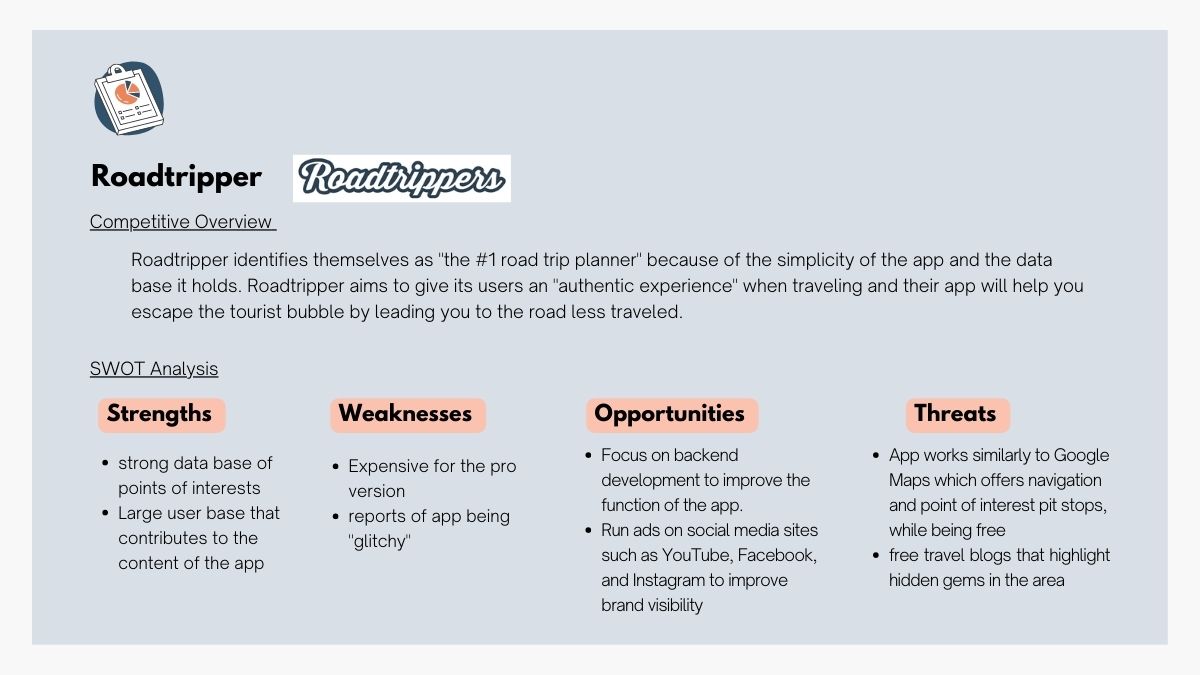 Roadtripper
Roadtrippers
Competitive Overview
Roadtripper identifies themselves as "the #1 road trip planner" because of the simplicity of the app and the data
base it holds. Roadtripper aims to give its users an "authentic experience" when traveling and their app will help you
escape the tourist bubble by leading you to the road less traveled.
SWOT Analysis
Strengths
strong data base of
points of interests
Large user base that
contributes to the
content of the app
Weaknesses
Expensive for the pro
version
reports of app being
"glitchy"
Opportunities
Focus on backend
development to improve the
function of the app.
Run ads on social media sites
such as YouTube, Facebook,
and Instagram to improve
brand visibility
Threats
App works similarly to Google
Maps which offers navigation
and point of interest pit stops,
while being free
free travel blogs that highlight
hidden gems in the area